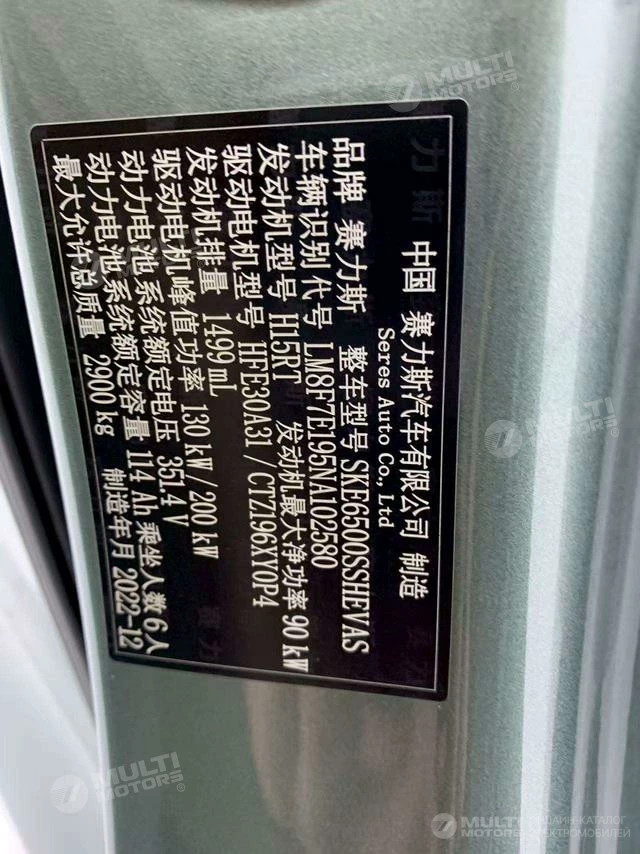 中国 赛力斯汽车有限公司 制造
Seres Auto Co., Ltd
品牌 赛力斯 整车型号 SKE6500SSHEVAS
车辆识别代号 LM8F7E195NA102580
发动机型号 H15RT 发动机最大净功率 90 kW
驱动电机型号 HFE30A31 / CTZ196XY0P4
发动机排量 1499 mL
驱动电机峰值功率 130 kW / 200 kW
动力电池系统额定电压 351.4 V
动力电池系统额定容量 114 Ah 乘坐人数 6人
最大允许总质量 2900 kg 制造年月 2022-12
MULTI MOTORS®
MULTI MOTORS
MULTI MOTORS®
MULTI MOTORS